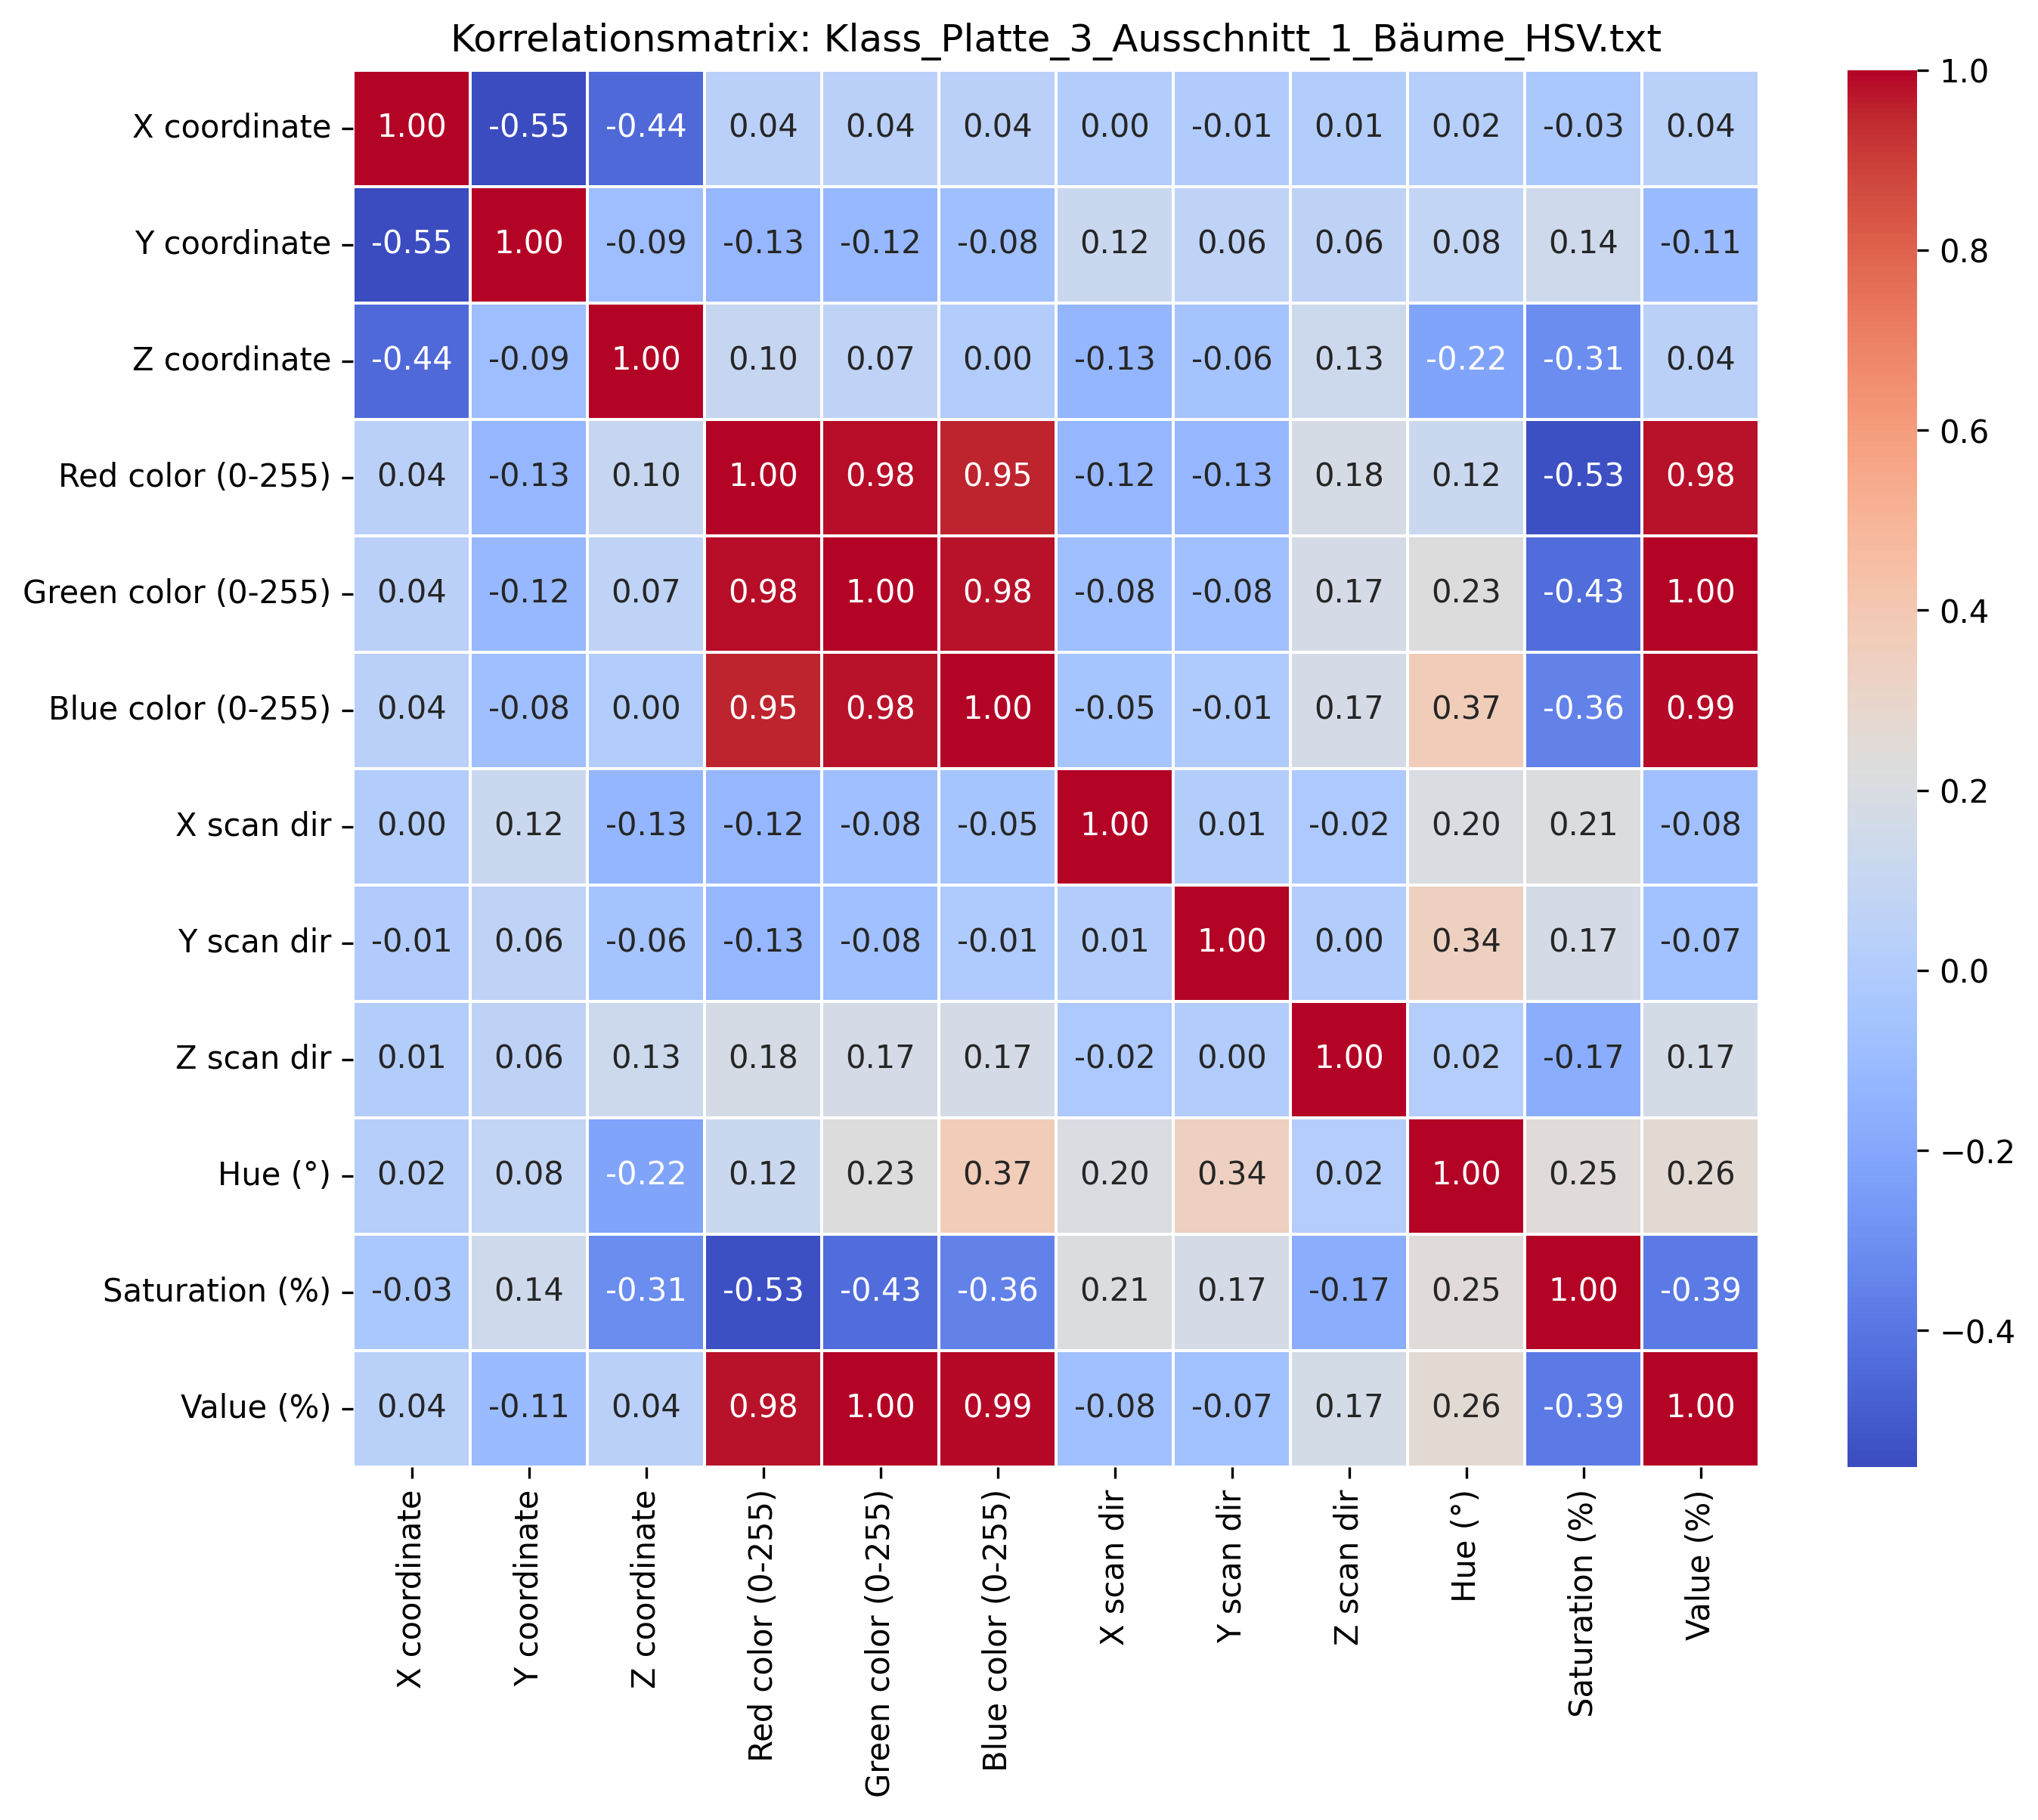 Korrelationsmatrix: Klass_Platte_3_Ausschnitt_1_Bäume_HSV.txt
X coordinate 1.00 -0.55 -0.44 0.04 0.04 0.04 0.00 -0.01 0.01 0.02 -0.03 0.04
Y coordinate -0.55 1.00 -0.09 -0.13 -0.12 -0.08 0.12 0.06 0.06 0.08 0.14 -0.11
Z coordinate -0.44 -0.09 1.00 0.10 0.07 0.00 -0.13 -0.06 0.13 -0.22 -0.31 0.04
Red color (0-255) 0.04 -0.13 0.10 1.00 0.98 0.95 -0.12 -0.13 0.18 0.12 -0.53 0.98
Green color (0-255) 0.04 -0.12 0.07 0.98 1.00 0.98 -0.08 -0.08 0.17 0.23 -0.43 1.00
Blue color (0-255) 0.04 -0.08 0.00 0.95 0.98 1.00 -0.05 -0.01 0.17 0.37 -0.36 0.99
X scan dir 0.00 0.12 -0.13 -0.12 -0.08 -0.05 1.00 0.01 -0.02 0.20 0.21 -0.08
Y scan dir -0.01 0.06 -0.06 -0.13 -0.08 -0.01 0.01 1.00 0.00 0.34 0.17 -0.07
Z scan dir 0.01 0.06 0.13 0.18 0.17 0.17 -0.02 0.00 1.00 0.02 -0.17 0.17
Hue (°) 0.02 0.08 -0.22 0.12 0.23 0.37 0.20 0.34 0.02 1.00 0.25 0.26
Saturation (%) -0.03 0.14 -0.31 -0.53 -0.43 -0.36 0.21 0.17 -0.17 0.25 1.00 -0.39
Value (%) 0.04 -0.11 0.04 0.98 1.00 0.99 -0.08 -0.07 0.17 0.26 -0.39 1.00
X coordinate
Y coordinate
Z coordinate
Red color (0-255)
Green color (0-255)
Blue color (0-255)
X scan dir
Y scan dir
Z scan dir
Hue (°)
Saturation (%)
Value (%)
1.0
0.8
0.6
0.4
0.2
0.0
−0.2
−0.4